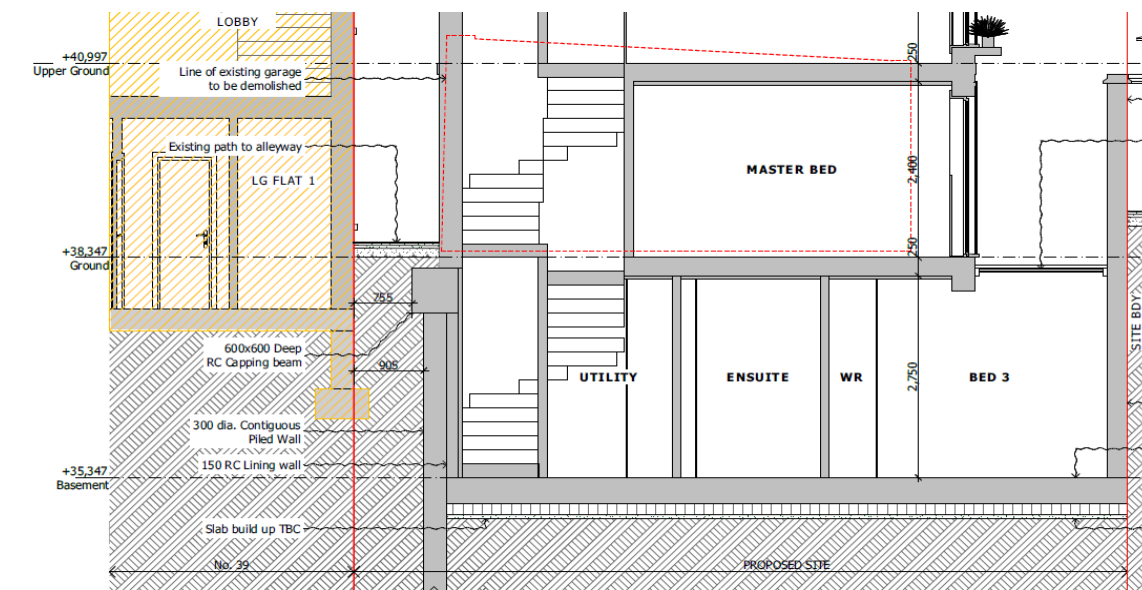 LOBBY
+40,997
Upper Ground
Line of existing garage
to be demolished
250
Existing path to alleyway
MASTER BED
LG FLAT 1
2,400
+38,347
Ground
250
755
SITE BDY
600x600 Deep
RC Capping beam
905
UTILITY
ENSUITE
WR
BED 3
2,750
300 dia. Contiguous
Piled Wall
150 RC Lining wall
+35,347
Basement
Slab build up TBC
No. 39
PROPOSED SITE